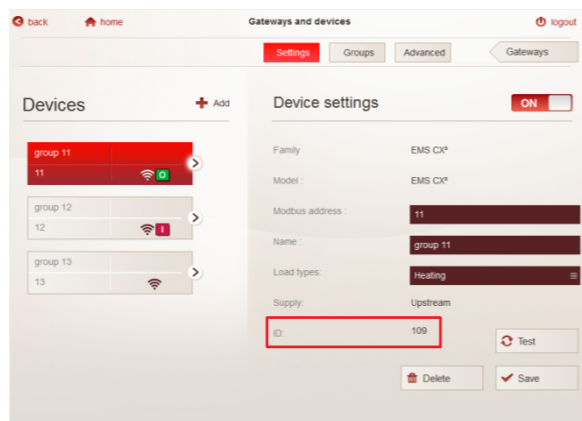 back home Gateways and devices logout
Settings Groups Advanced Gateways
Devices Add
group 11
11 O
group 12
12 I
group 13
13
Device settings ON
Family EMS CX³
Model : EMS CX³
Modbus address : 11
Name : group 11
Load types: Heating
Supply: Upstream
ID: 109
Test
Delete Save